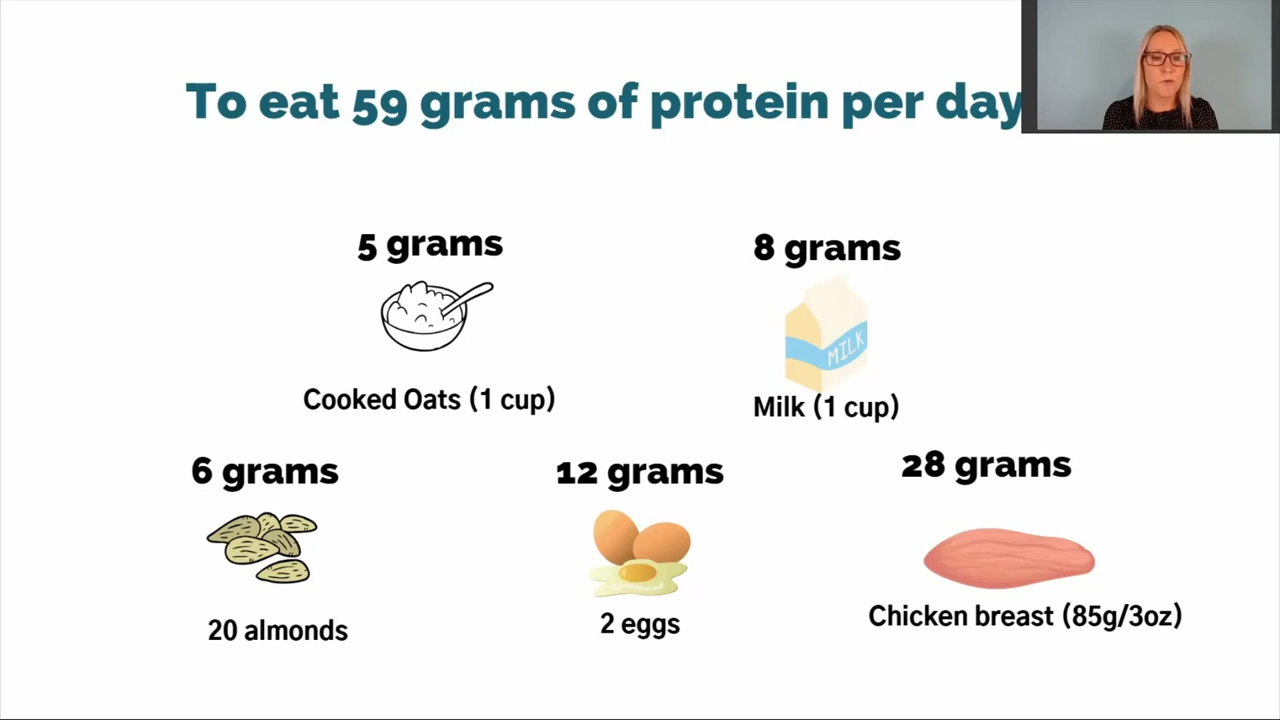 To eat 59 grams of protein per day
5 grams
8 grams
MILK
Cooked Oats (1 cup)
Milk (1 cup)
6 grams
12 grams
28 grams
20 almonds
2 eggs
Chicken breast (85g/3oz)